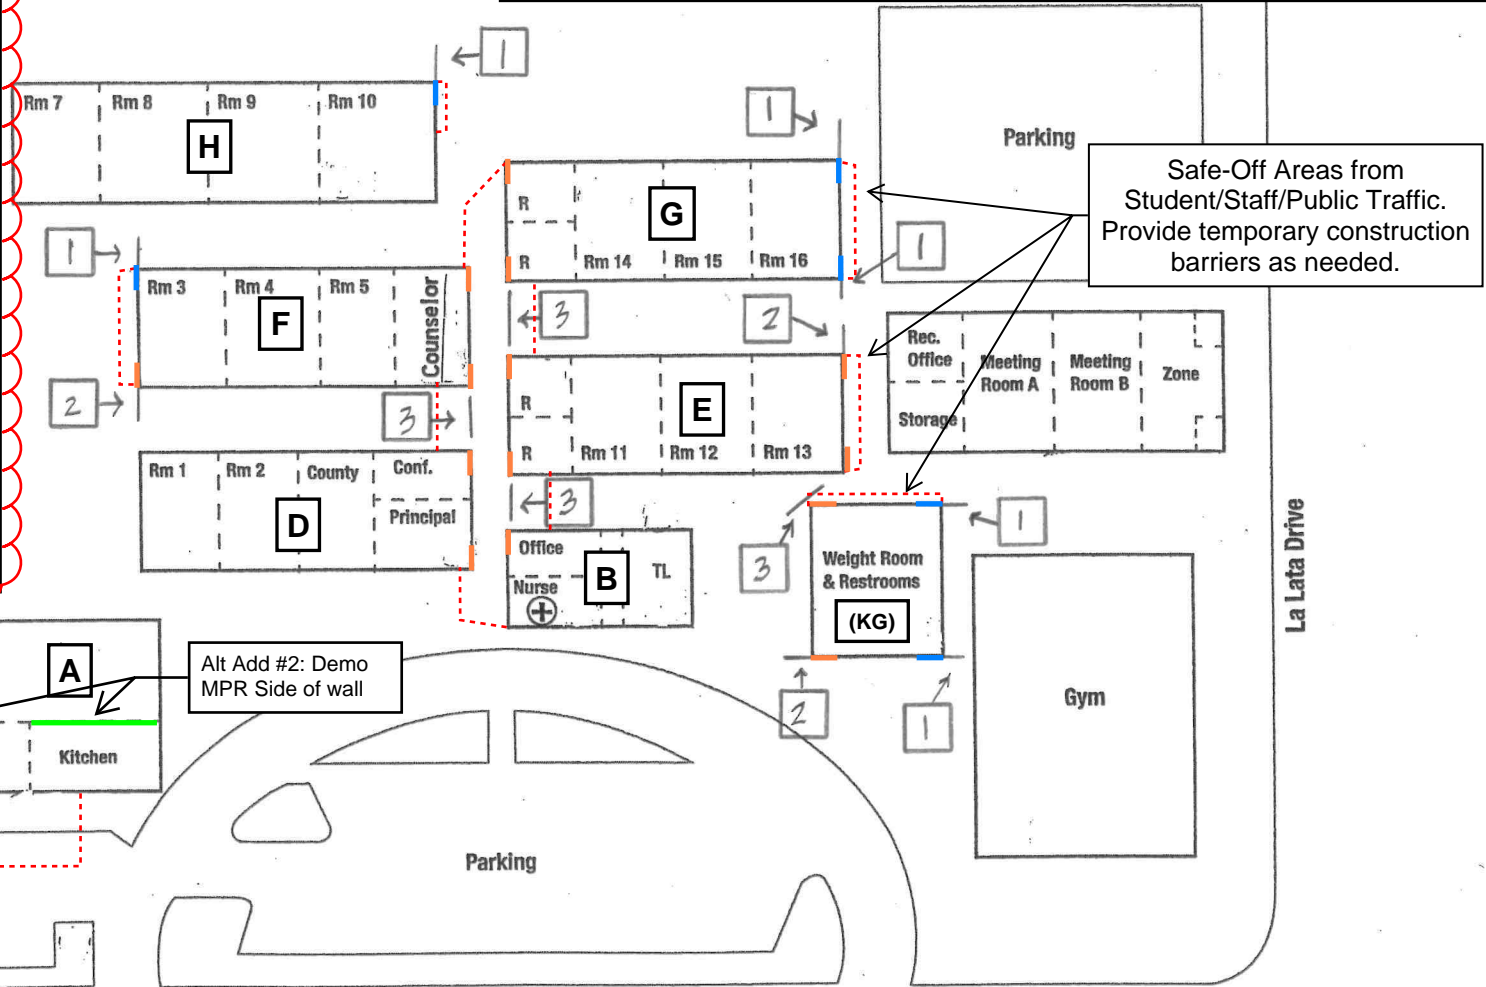 1
Rm 7
Rm 8
Rm 9
Rm 10
H
1
Parking
Safe-Off Areas from
Student/Staff/Public Traffic.
Provide temporary construction
barriers as needed.
R
G
R
Rm 14
Rm 15
Rm 16
1
1
Rm 3
Rm 4
Rm 5
F
Counselor
3
2
Rec.
Office
Meeting
Room A
Meeting
Room B
Zone
Storage
2
3
R
E
R
Rm 11
Rm 12
Rm 13
Rm 1
Rm 2
County
Conf.
D
Principal
3
Office
B
TL
Nurse
3
1
Weight Room
& Restrooms
(KG)
La Lata Drive
A
Alt Add #2: Demo
MPR Side of wall
Kitchen
2
1
Gym
Parking